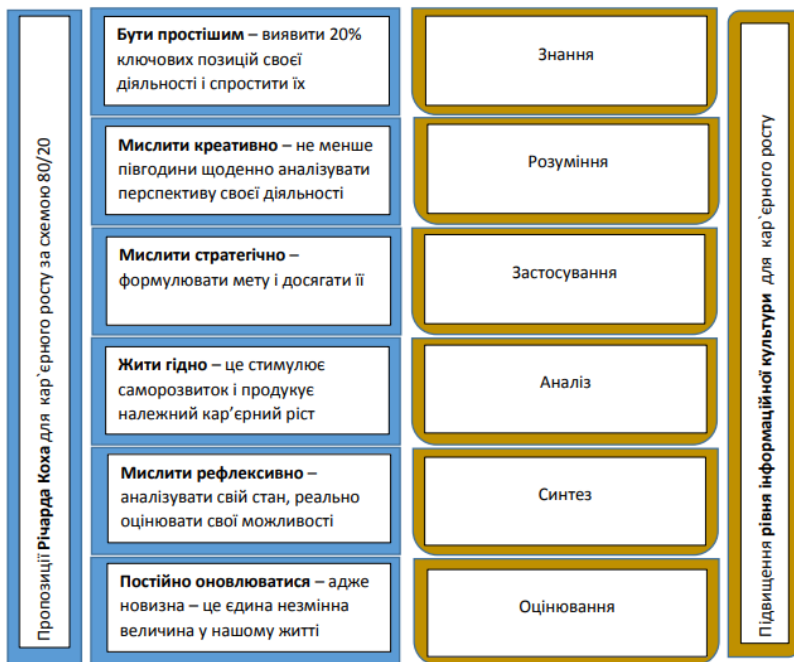 Пропозиції Річарда Коха для кар`єрного росту за схемою 80/20
Бути простішим – виявити 20%
ключових позицій своєї
діяльності і спростити їх
Знання
Мислити креативно – не менше
півгодини щоденно аналізувати
перспективу своєї діяльності
Розуміння
Мислити стратегічно –
формулювати мету і досягати її
Застосування
Жити гідно – це стимулює
саморозвиток і продукує
належний кар’єрний ріст
Аналіз
Мислити рефлексивно –
аналізувати свій стан, реально
оцінювати свої можливості
Синтез
Постійно оновлюватися – адже
новизна – це єдина незмінна
величина у нашому житті
Оцінювання
Підвищення рівня інформаційної культури для кар`єрного росту